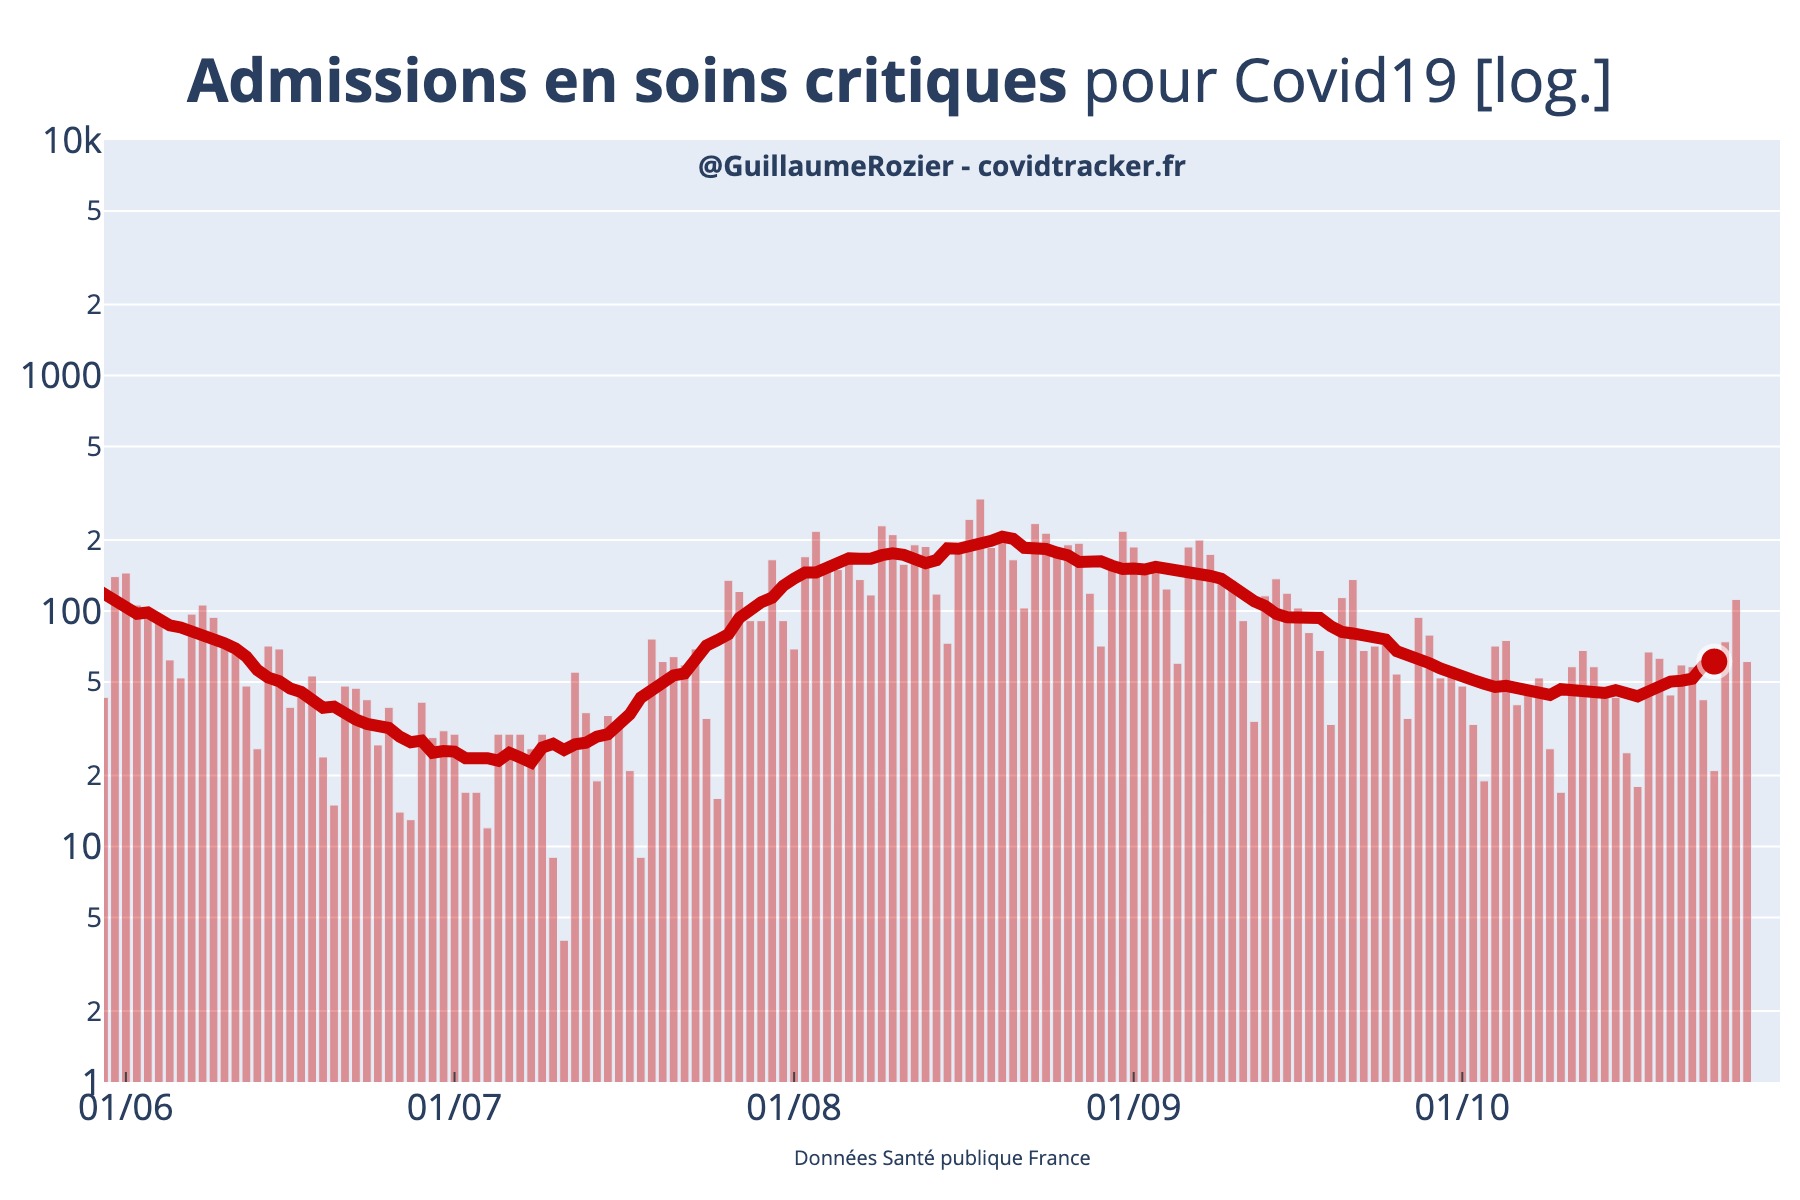 Admissions en soins critiques pour Covid19 [log.]
@GuillaumeRozier - covidtracker.fr
10k
5
2
1000
5
2
100
5
2
10
5
2
1
01/06 01/07 01/08 01/09 01/10
Données Santé publique France